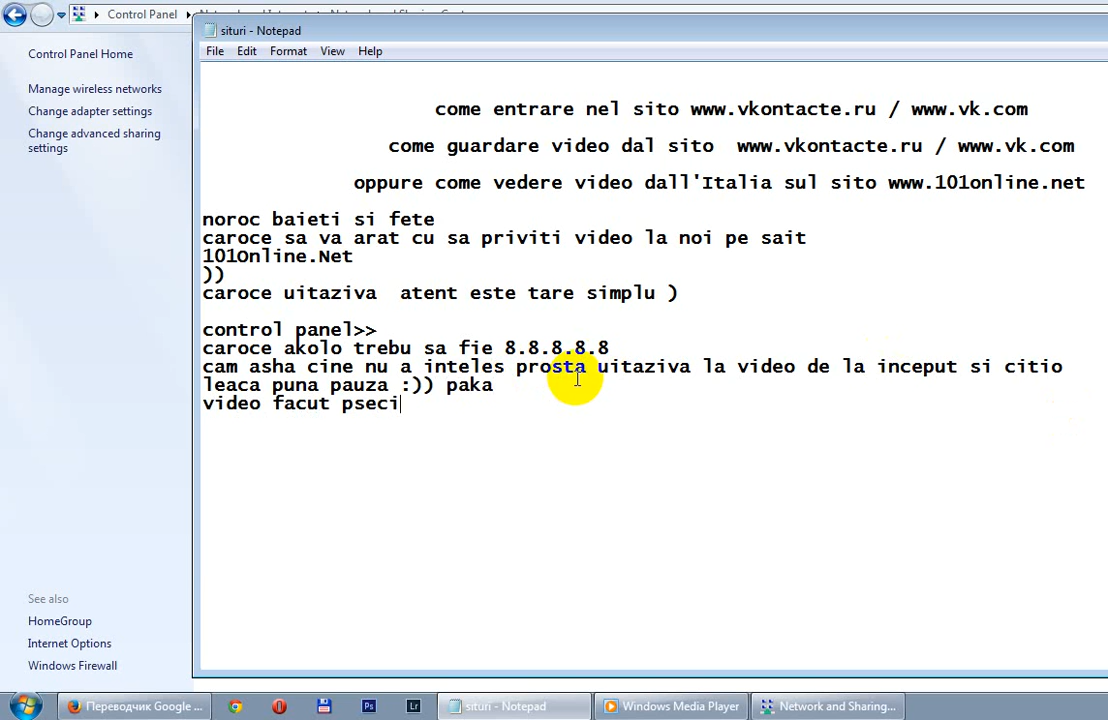 Control Panel
situri - Notepad
File Edit Format View Help
Control Panel Home
Manage wireless networks
Change adapter settings
Change advanced sharing
settings
come entrare nel sito www.vkontacte.ru / www.vk.com
come guardare video dal sito www.vkontacte.ru / www.vk.com
oppure come vedere video dall'Italia sul sito www.101online.net
noroc baieti si fete
caroce sa va arat cu sa priviti video la noi pe sait
101Online.Net
))
caroce uitaziva atent este tare simplu )
control panel>>
caroce akolo trebu sa fie 8.8.8.8.8
cam asha cine nu a inteles prosta uitaziva la video de la inceput si citio
leaca puna pauza :)) paka
video facut pseci
See also
HomeGroup
Internet Options
Windows Firewall
Переводчик Google ... Ps Lr situri - Notepad Windows Media Player Network and Sharing...